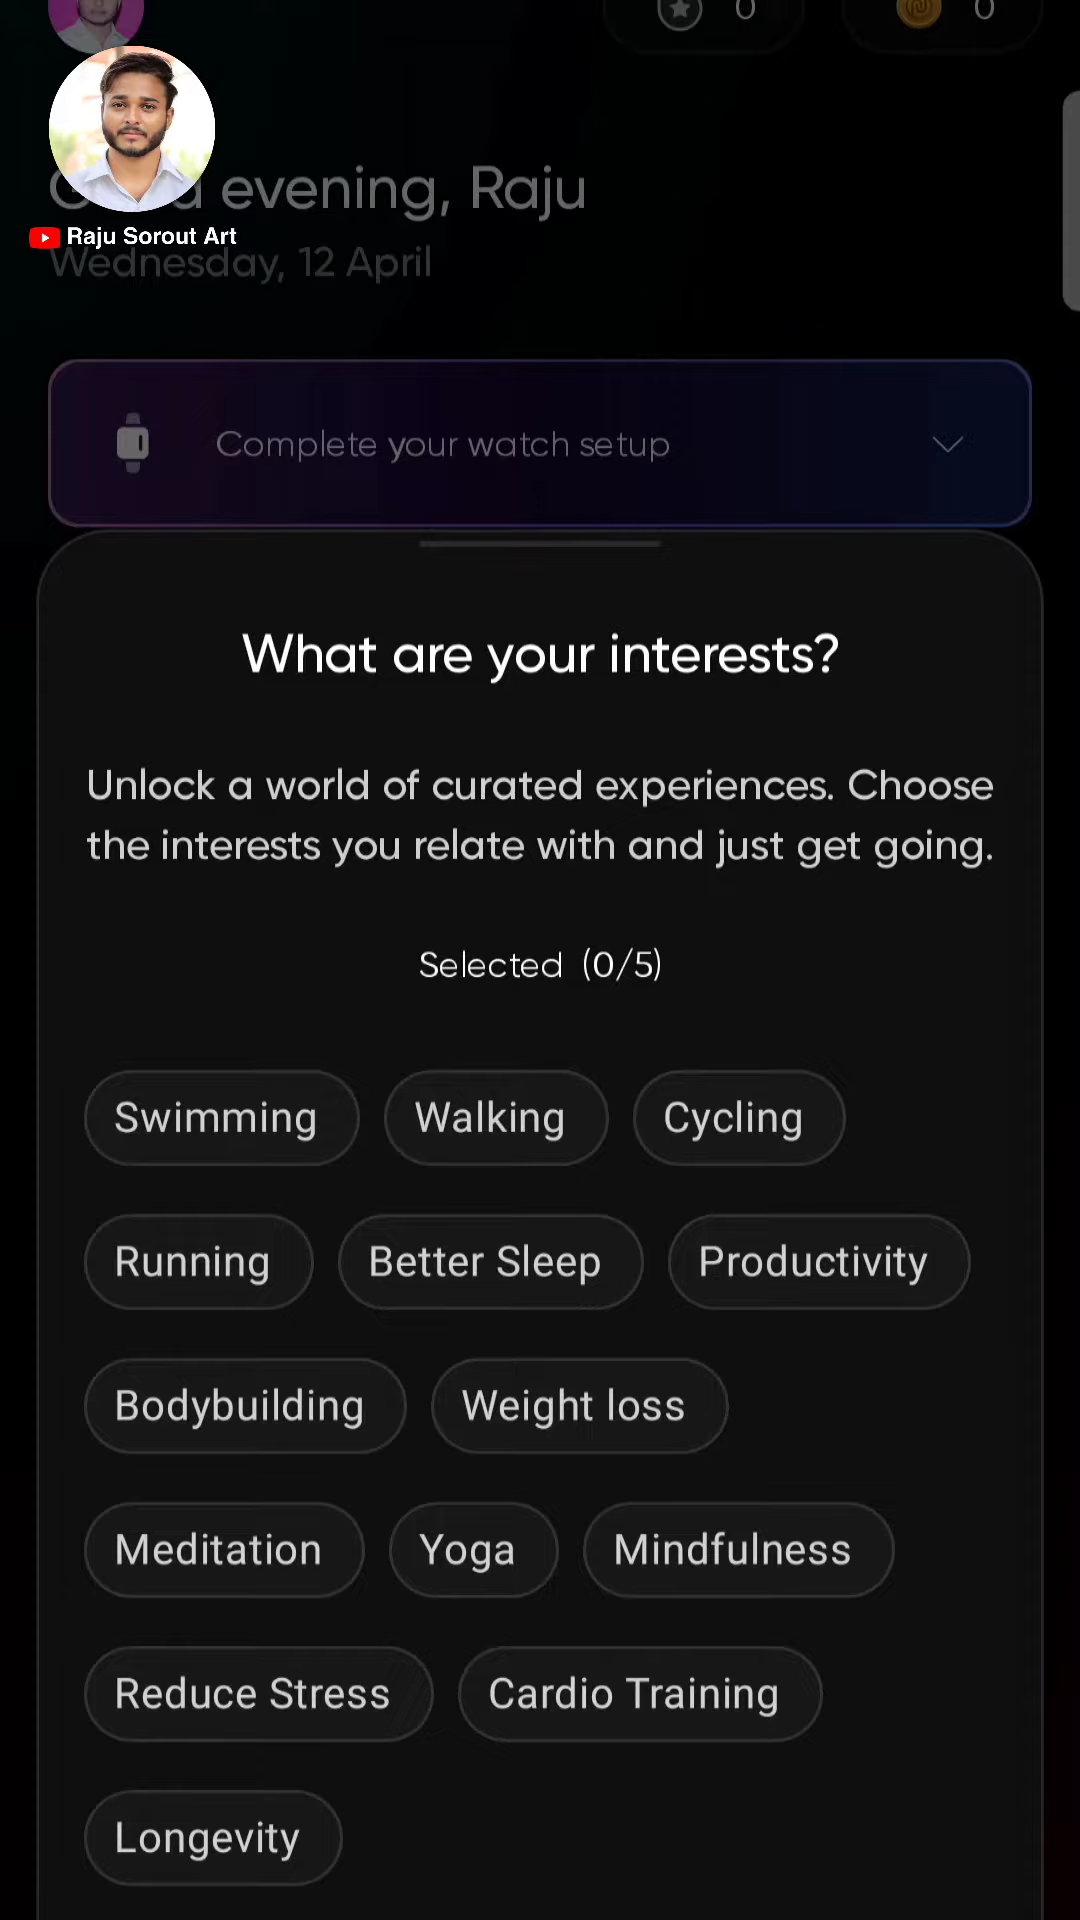 0 0
evening, Raju
Raju Sorout Art
Wednesday, 12 April
Complete your watch setup
What are your interests?
Unlock a world of curated experiences. Choose
the interests you relate with and just get going.
Selected (0/5)
Swimming Walking Cycling
Running Better Sleep Productivity
Bodybuilding Weight loss
Meditation Yoga Mindfulness
Reduce Stress Cardio Training
Longevity